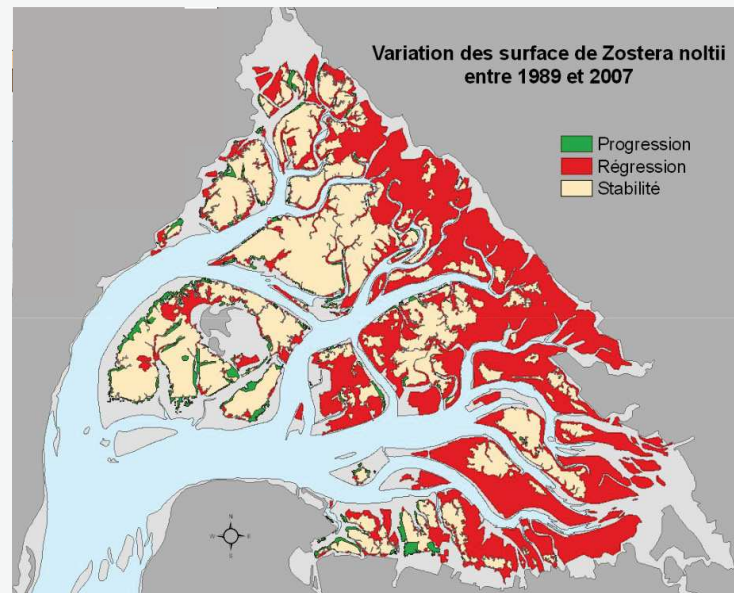 Variation des surface de Zostera noltii
entre 1989 et 2007
Progression
Régression
Stabilité